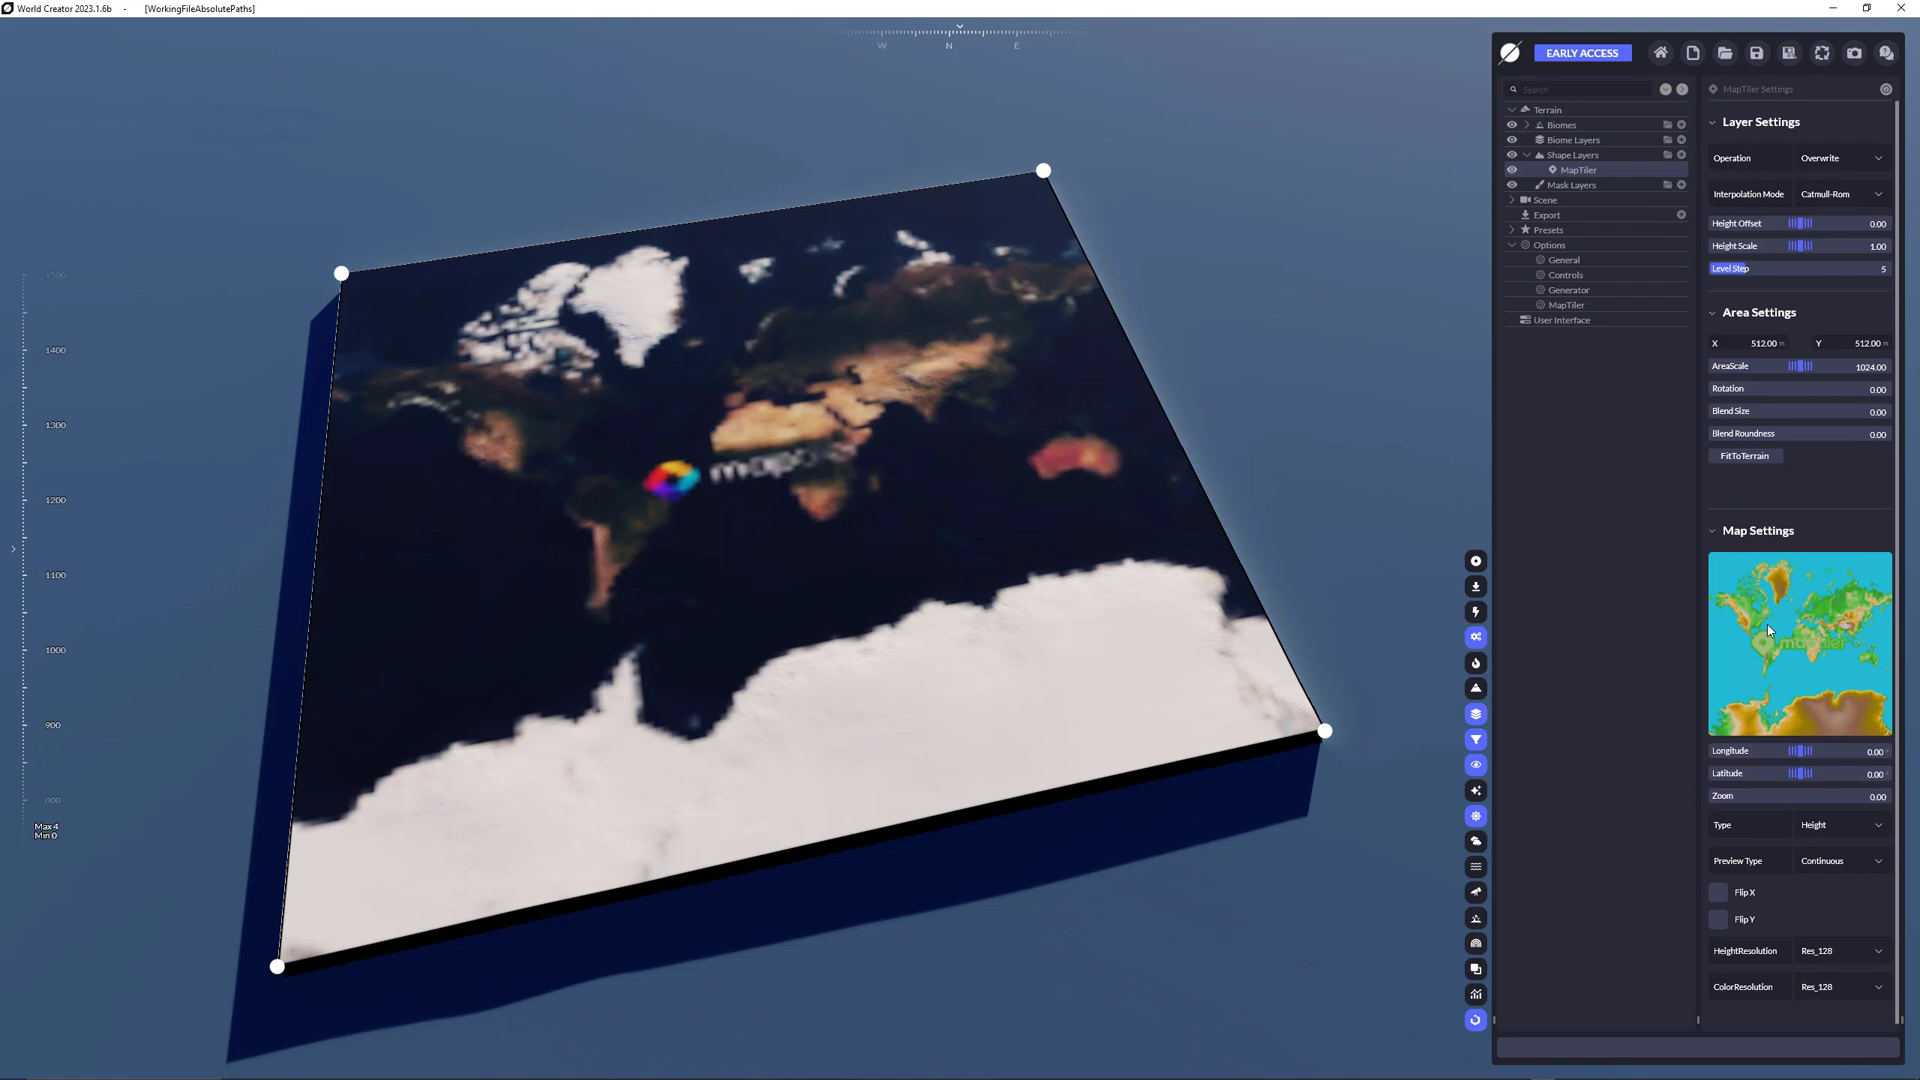 World Creator 2023.1.6b - [WorkingFileAbsolutePaths]
W N E
EARLY ACCESS
Search
MapTiler Settings
Terrain
Biomes
Biome Layers
Shape Layers
MapTiler
Mask Layers
Scene
Export
Presets
Options
General
Controls
Generator
MapTiler
User Interface
Layer Settings
Operation Overwrite
Interpolation Mode Catmull-Rom
Height Offset 0.00
Height Scale 1.00
Level Step 5
Area Settings
X 512.00 m Y 512.00 m
AreaScale 1024.00
Rotation 0.00
Blend Size 0.00
Blend Roundness 0.00
FitToTerrain
Map Settings
maptiler
Longitude 0.00 °
Latitude 0.00 °
Zoom 0.00
Type Height
Preview Type Continuous
Flip X
Flip Y
HeightResolution Res_128
ColorResolution Res_128
1500
1400
1300
1200
1100
1000
900
800
Max 4
Min 0